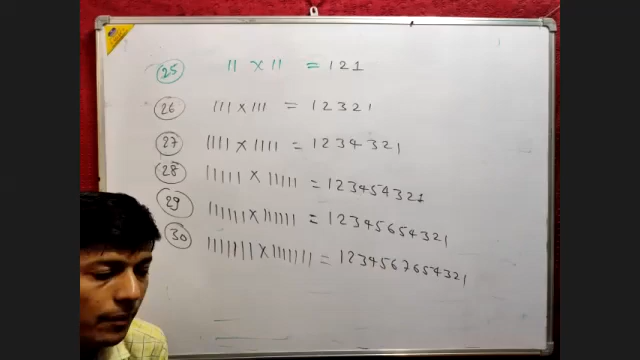 25 11 x 11 = 121
26 111 x 111 = 12321
27 1111 x 1111 = 1234321
28 11111 x 11111 = 123454321
29 111111 x 111111 = 12345654321
30 1111111 x 1111111 = 1234567654321